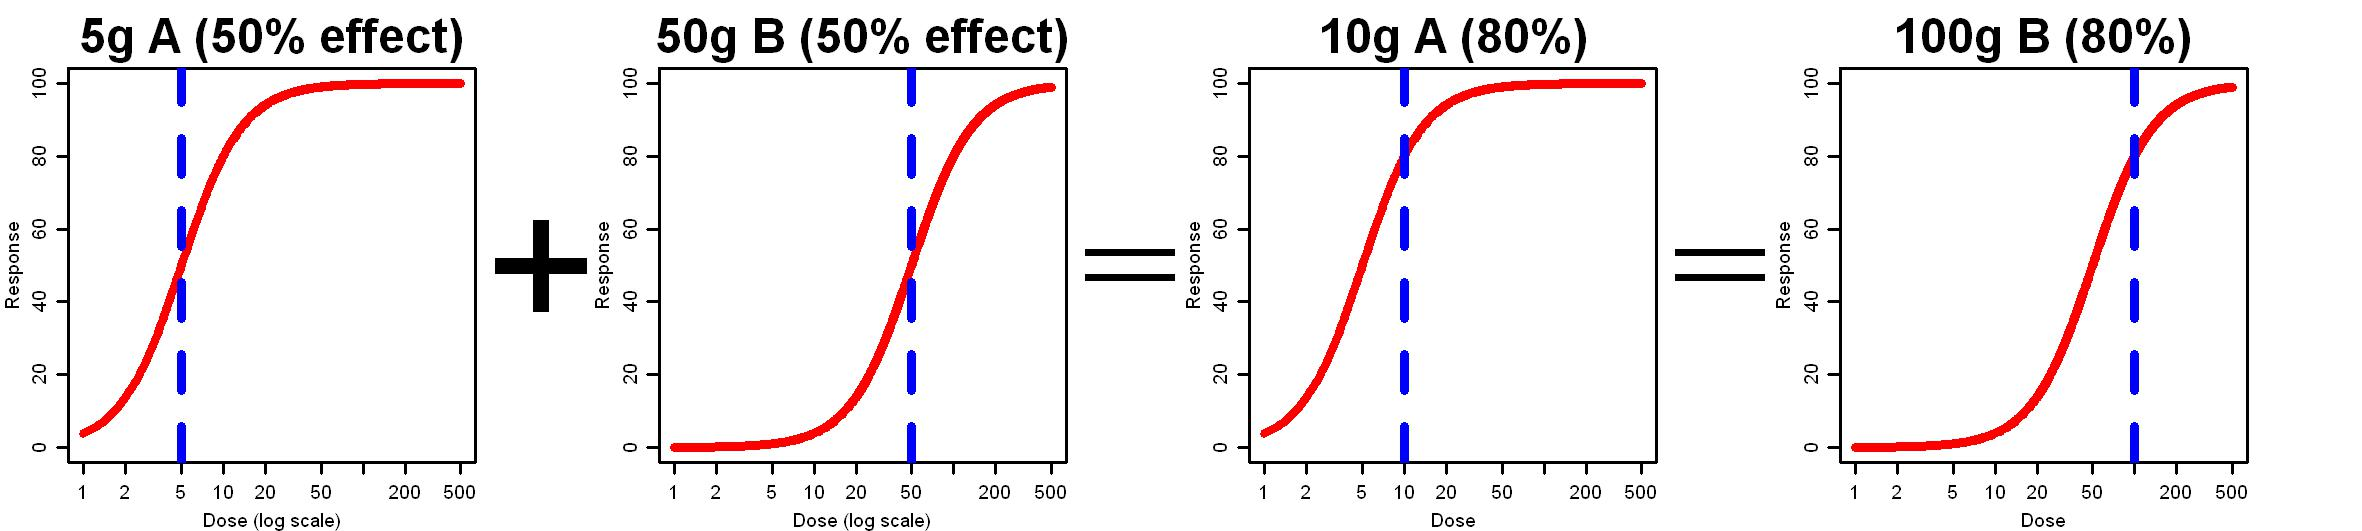 5g A (50% effect)
100
80
60
40
20
0
Response
1 2 5 10 20 50 200 500
Dose (log scale)
+
50g B (50% effect)
100
80
60
40
20
0
Response
1 2 5 10 20 50 200 500
Dose (log scale)
=
10g A (80%)
100
80
60
40
20
0
Response
1 2 5 10 20 50 200 500
Dose
=
100g B (80%)
100
80
60
40
20
0
Response
1 2 5 10 20 50 200 500
Dose